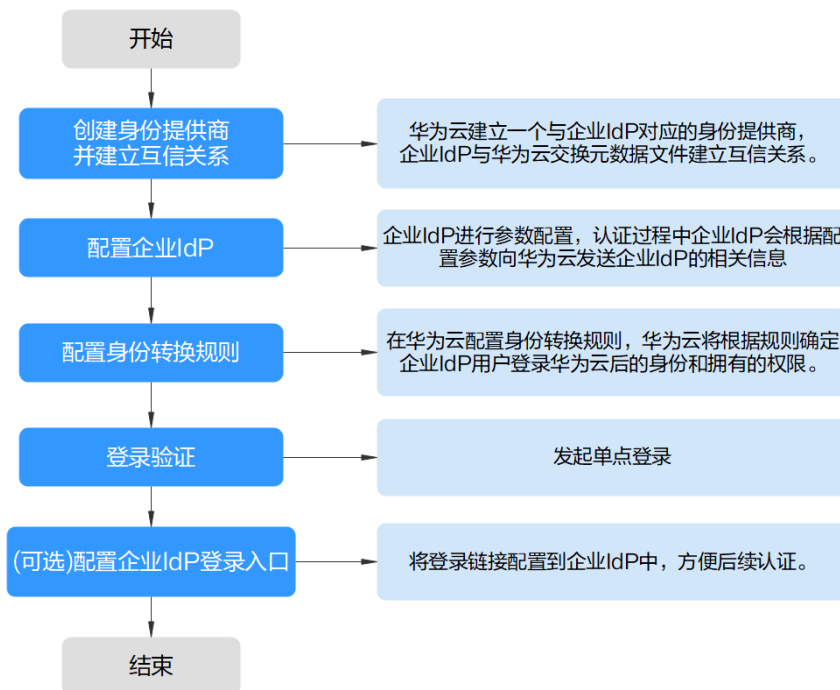 开始
创建身份提供商
并建立互信关系
华为云建立一个与企业IdP对应的身份提供商，
企业IdP与华为云交换元数据文件建立互信关系。
配置企业IdP
企业IdP进行参数配置，认证过程中企业IdP会根据配
置参数向华为云发送企业IdP的相关信息
配置身份转换规则
在华为云配置身份转换规则，华为云将根据规则确定
企业IdP用户登录华为云后的身份和拥有的权限。
登录验证
发起单点登录
(可选)配置企业IdP登录入口
将登录链接配置到企业IdP中，方便后续认证。
结束